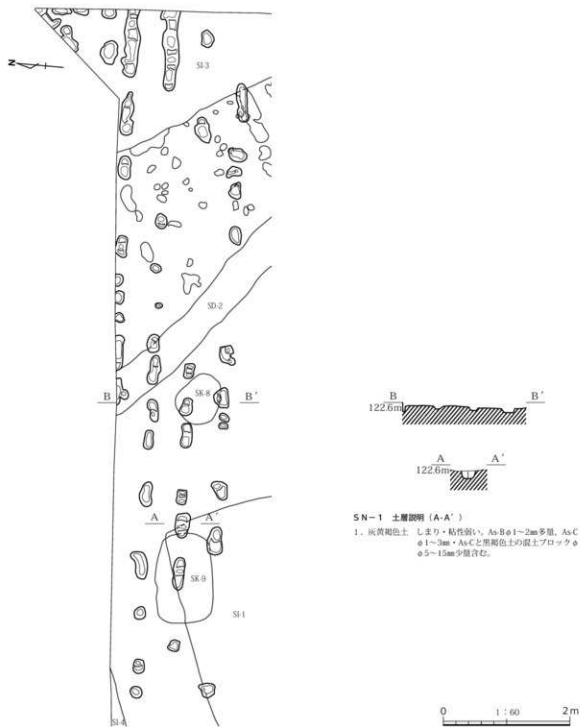 N
SI-3
SD-2
B B´
SK-8
B B´
122.6m
A A´
122.6m
SN-1 土層説明(A-A´)
1.灰黄褐色土 しまり・粘性弱い。As-Bφ1~2㎜多量、As-C
φ1~3㎜・As-Cと黒褐色土の混土ブロックφ
φ5~15㎜少量含む。
A A´
SK-9
SI-1
SI-4
0 1:60 2m